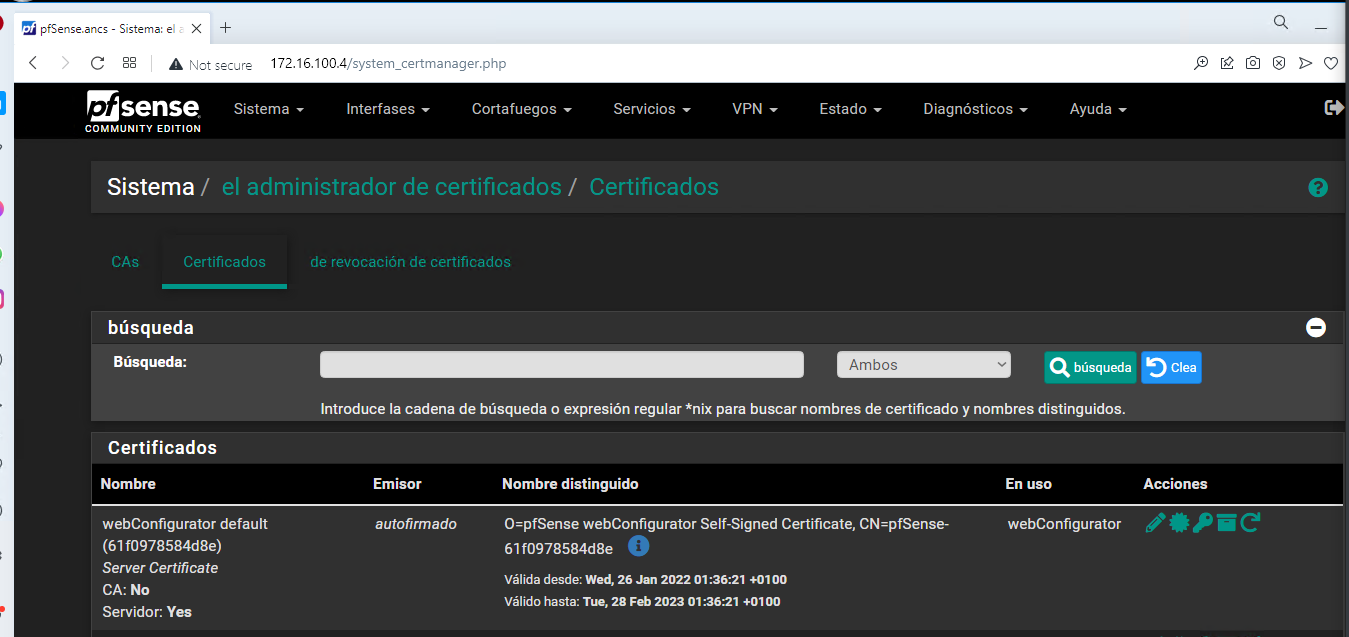 pfSense.ancs - Sistema: el a
Not secure 172.16.100.4/system_certmanager.php
pfsense
COMMUNITY EDITION
Sistema Interfases Cortafuegos Servicios VPN Estado Diagnósticos Ayuda
Sistema / el administrador de certificados / Certificados
CAs Certificados de revocación de certificados
búsqueda
Búsqueda: Ambos búsqueda Clea
Introduce la cadena de búsqueda o expresión regular *nix para buscar nombres de certificado y nombres distinguidos.
Certificados
Nombre Emisor Nombre distinguido En uso Acciones
webConfigurator default autofirmado O=pfSense webConfigurator Self-Signed Certificate, CN=pfSense- webConfigurator
(61f0978584d8e) 61f0978584d8e
Server Certificate
Válida desde: Wed, 26 Jan 2022 01:36:21 +0100
CA: No
Válido hasta: Tue, 28 Feb 2023 01:36:21 +0100
Servidor: Yes